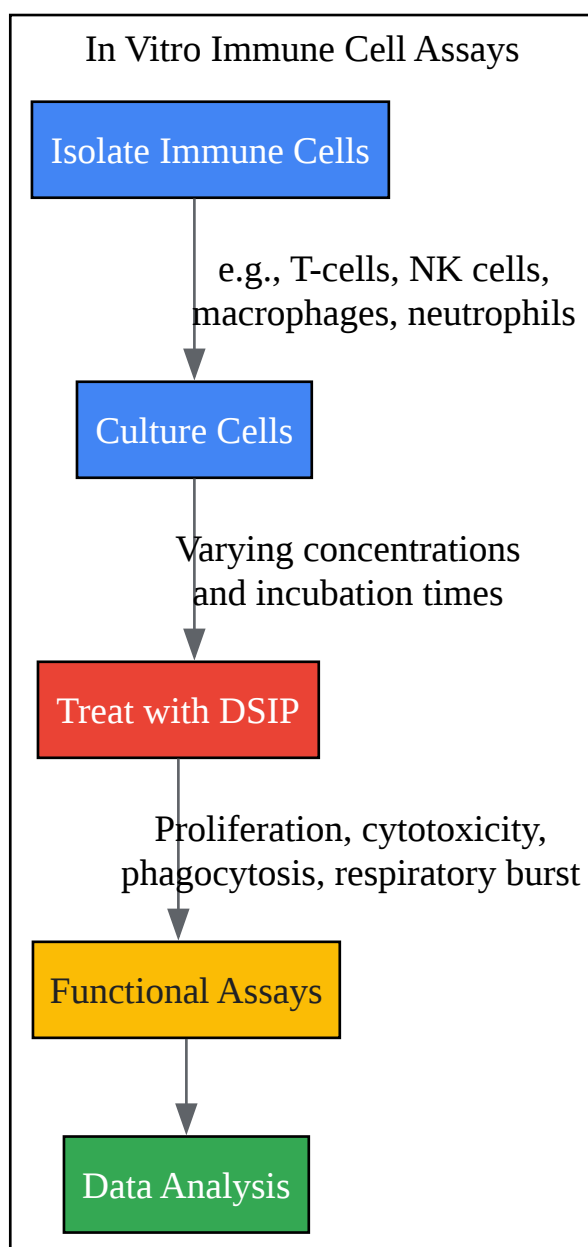 In Vitro Immune Cell Assays
Isolate Immune Cells
e.g., T-cells, NK cells,
macrophages, neutrophils
Culture Cells
Varying concentrations
and incubation times
Treat with DSIP
Proliferation, cytotoxicity,
phagocytosis, respiratory burst
Functional Assays
Data Analysis